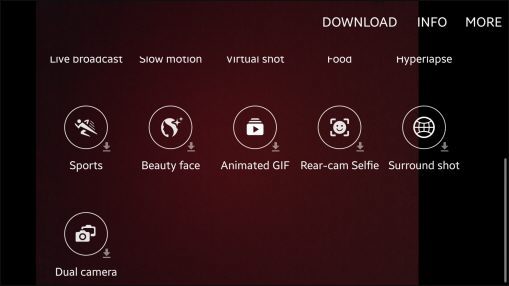 DOWNLOAD INFO MORE
Live broadcast Slow motion Virtual shot Food Hyperlapse
Sports Beauty face Animated GIF Rear-cam Selfie Surround shot
Dual camera